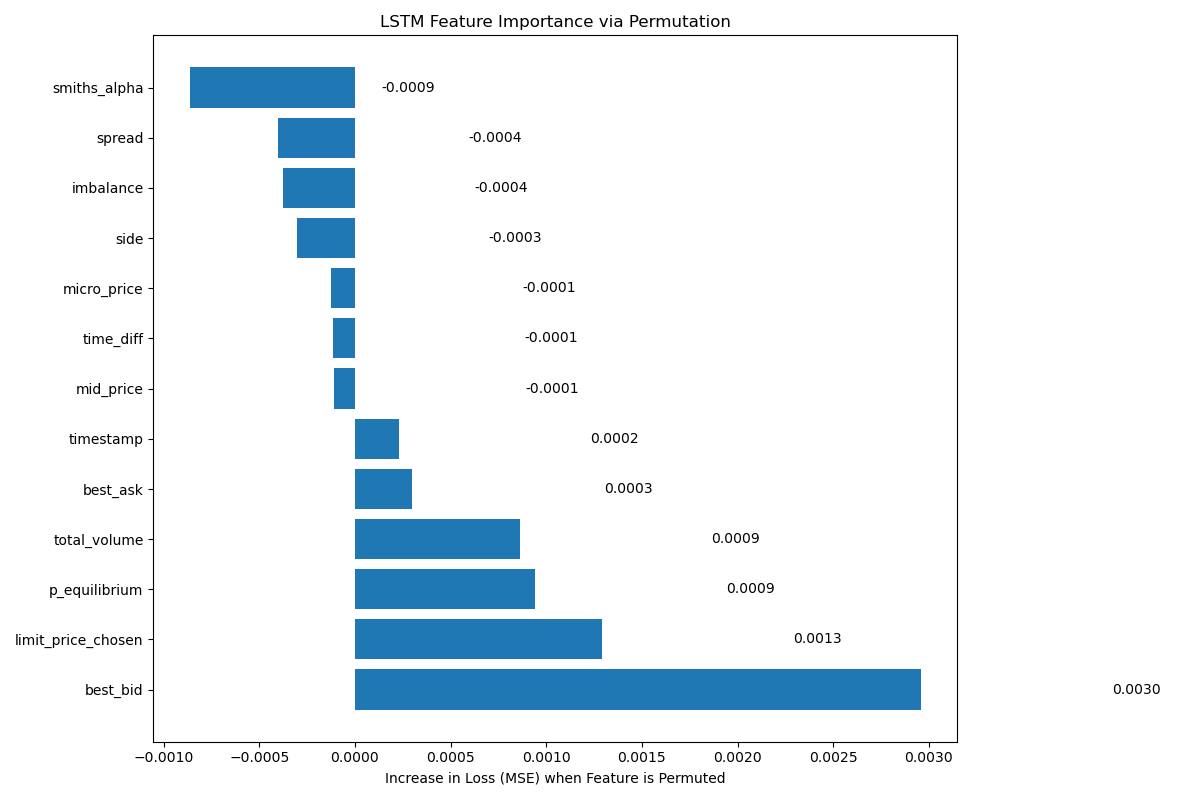 LSTM Feature Importance via Permutation
smiths_alpha -0.0009
spread -0.0004
imbalance -0.0004
side -0.0003
micro_price -0.0001
time_diff -0.0001
mid_price -0.0001
timestamp 0.0002
best_ask 0.0003
total_volume 0.0009
p_equilibrium 0.0009
limit_price_chosen 0.0013
best_bid 0.0030
−0.0010 −0.0005 0.0000 0.0005 0.0010 0.0015 0.0020 0.0025 0.0030
Increase in Loss (MSE) when Feature is Permuted